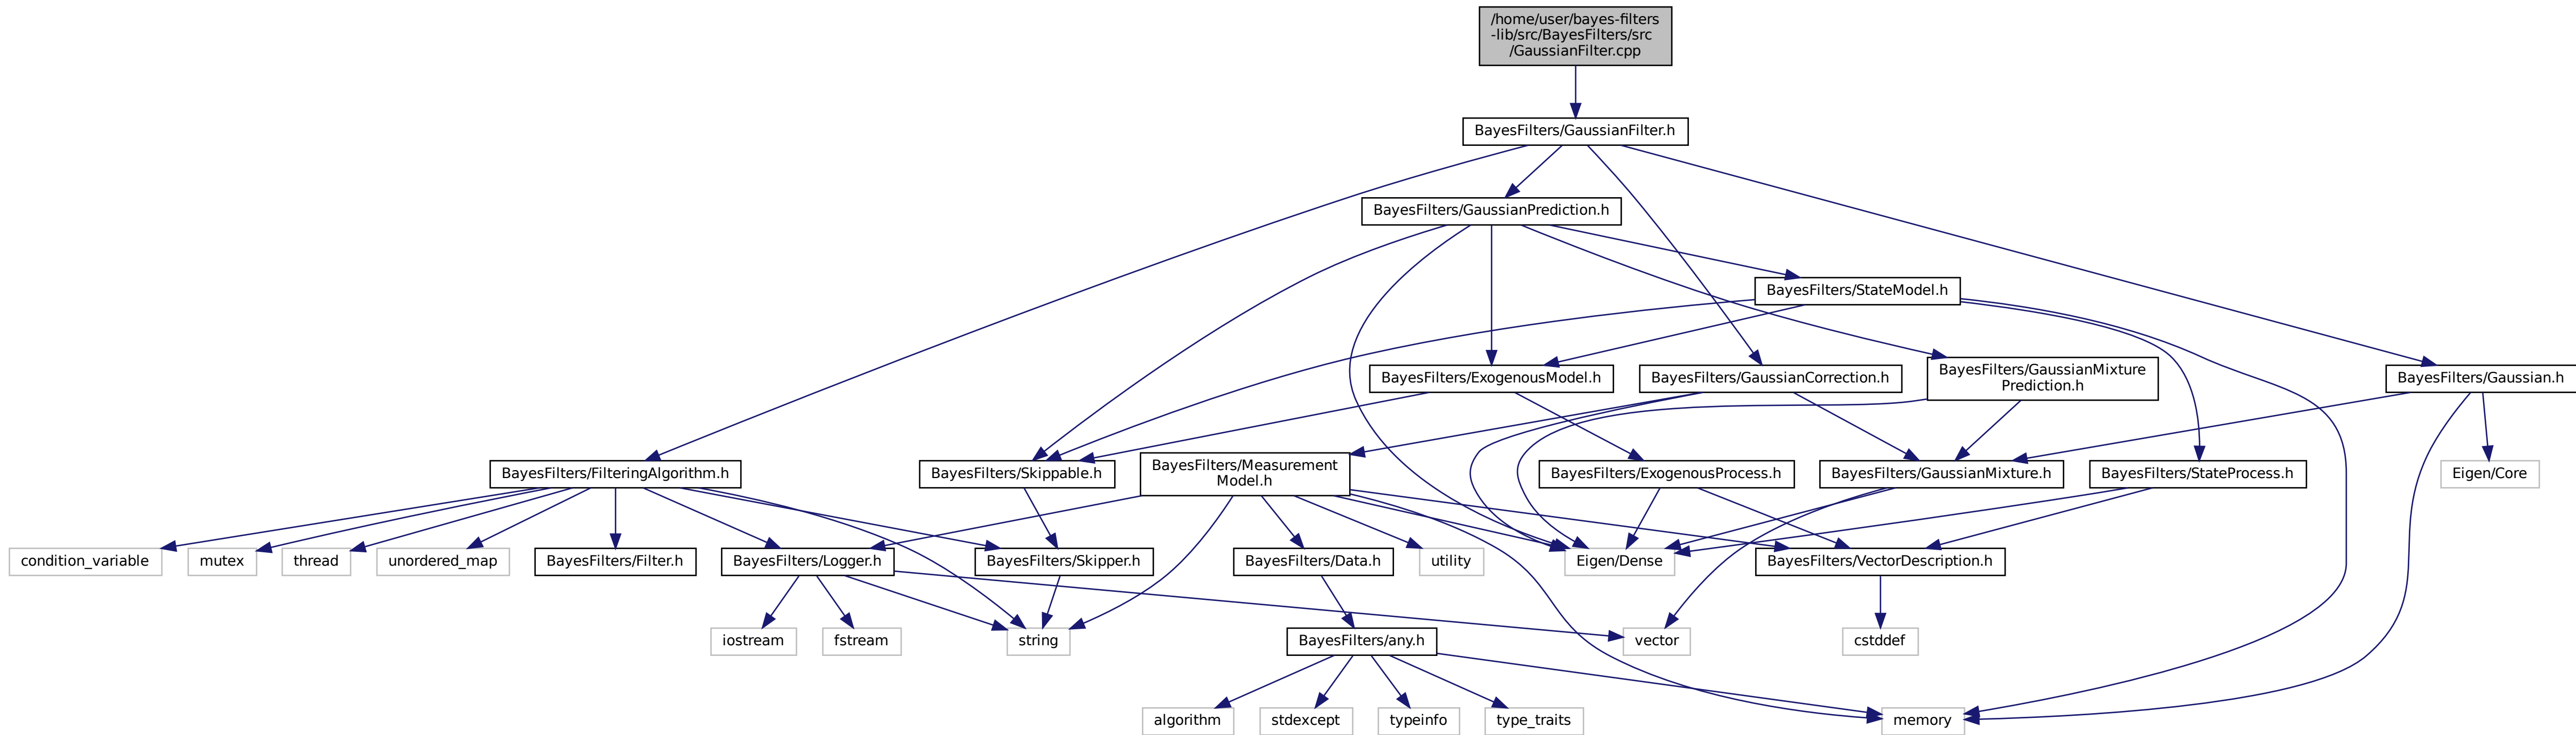 /home/user/bayes-filters
-lib/src/BayesFilters/src
/GaussianFilter.cpp
BayesFilters/GaussianFilter.h
BayesFilters/GaussianPrediction.h
BayesFilters/StateModel.h
BayesFilters/ExogenousModel.h
BayesFilters/GaussianCorrection.h
BayesFilters/GaussianMixture
Prediction.h
BayesFilters/Gaussian.h
BayesFilters/FilteringAlgorithm.h
BayesFilters/Skippable.h
BayesFilters/Measurement
Model.h
BayesFilters/ExogenousProcess.h
BayesFilters/GaussianMixture.h
BayesFilters/StateProcess.h
Eigen/Core
condition_variable
mutex
thread
unordered_map
BayesFilters/Filter.h
BayesFilters/Logger.h
BayesFilters/Skipper.h
BayesFilters/Data.h
utility
Eigen/Dense
BayesFilters/VectorDescription.h
iostream
fstream
string
BayesFilters/any.h
vector
cstddef
algorithm
stdexcept
typeinfo
type_traits
memory